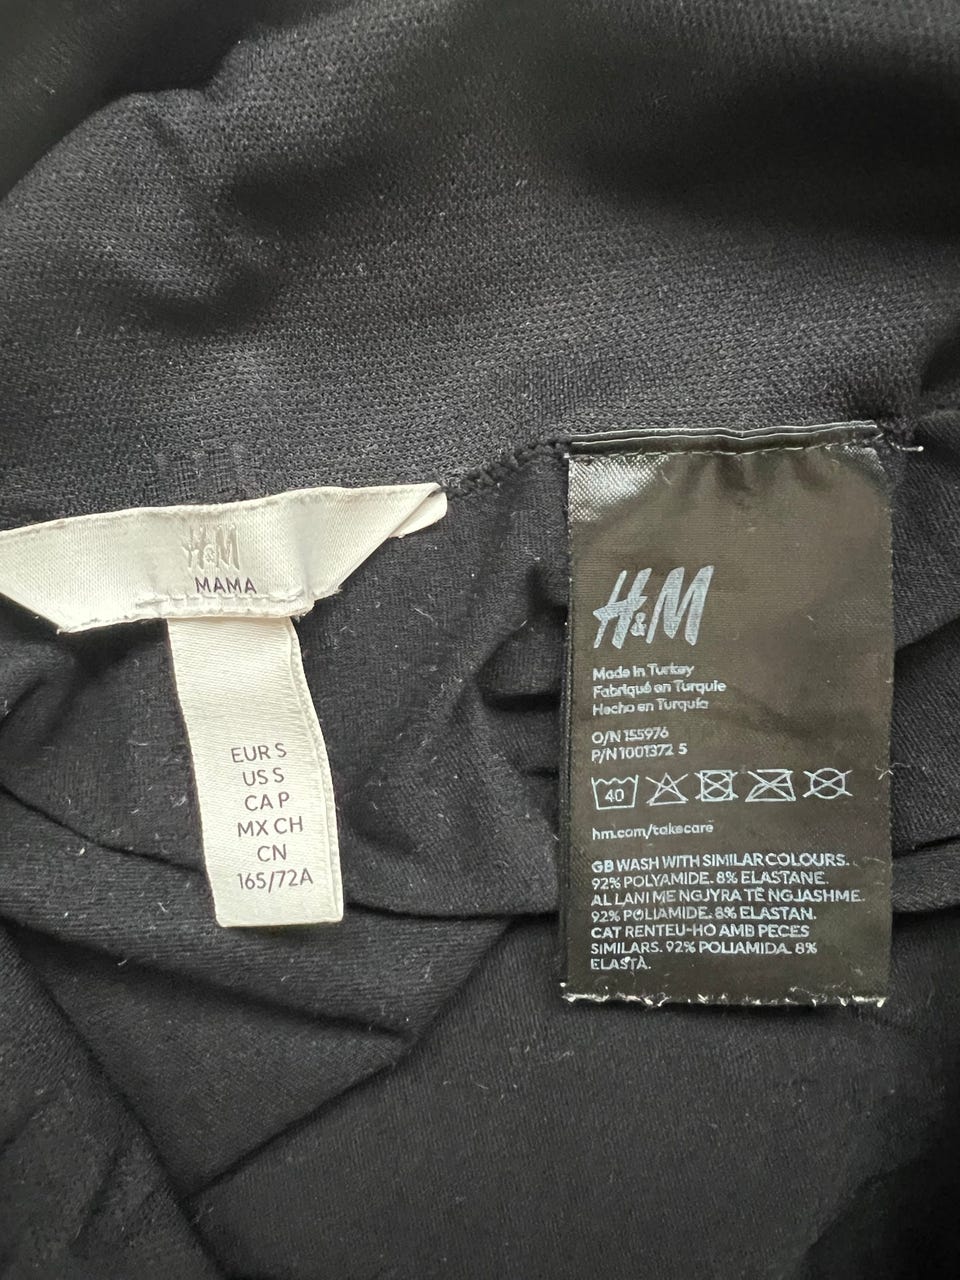 H&M
MAMA
EUR S
US S
CA P
MX CH
CN
165/72A
H&M
Made in Turkey
Fabriqué en Turquie
Hecho en Turquía
O/N 155976
P/N 1001372 5
40
hm.com/takecare
GB WASH WITH SIMILAR COLOURS.
92% POLYAMIDE. 8% ELASTANE.
AL LANI ME NGJYRA TË NGJASHME.
92% POLIAMIDE. 8% ELASTAN.
CAT RENTEU-HO AMB PECES
SIMILARS. 92% POLIAMIDA. 8%
ELASTÀ.